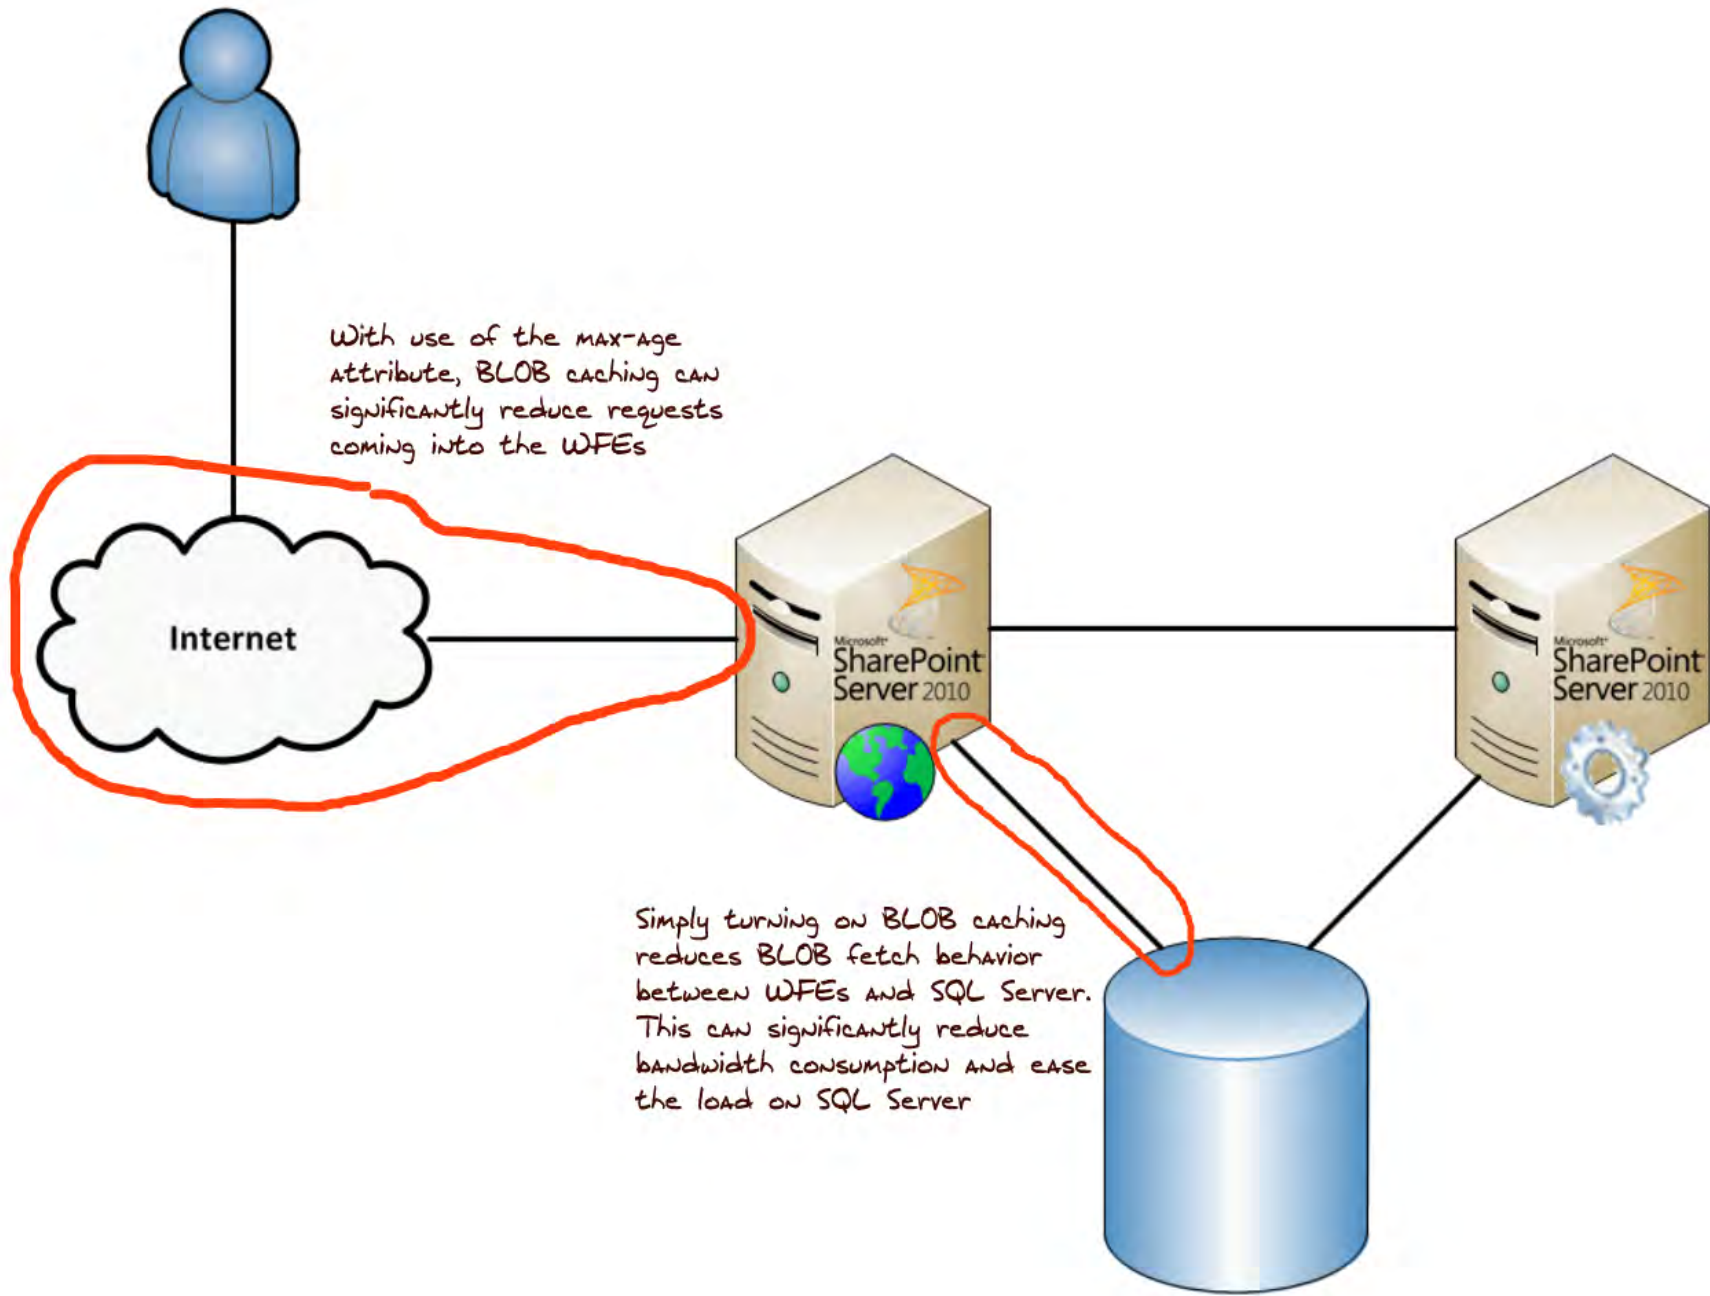 With use of the max-age
attribute, BLOB caching can
significantly reduce requests
coming into the WFEs
Internet
Microsoft®
SharePoint
Server 2010
Microsoft®
SharePoint
Server 2010
Simply turning on BLOB caching
reduces BLOB fetch behavior
between WFEs and SQL Server.
This can significantly reduce
bandwidth consumption and ease
the load on SQL Server